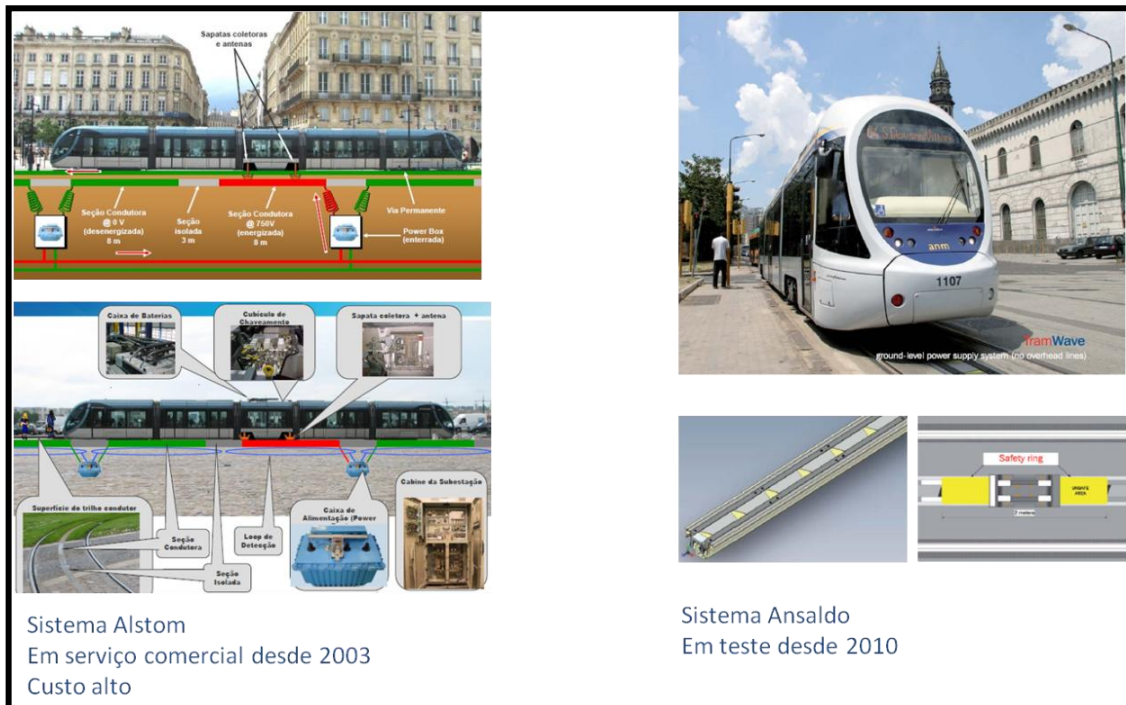 Sapatas coletoras
e antenas
Seção Condutora
@ 0 V
(desenergizada)
8 m
Seção
isolada
3 m
Seção Condutora
@ 750V
(energizada)
8 m
Via Permanente
Power Box
(enterrada)
Caixa de Baterias
Cubículo de
Chaveamento
Sapata coletora + antena
Superfície do trilho condutor
Seção
Condutora
Seção
Isolada
Loop de
Detecção
Caixa de
Alimentação (Power
Cabine da Subestação
Sistema Alstom
Em serviço comercial desde 2003
Custo alto
anm
1107
TramWave
ground-level power supply system (no overhead lines)
Safety ring
UNSAFE
AREA
Sistema Ansaldo
Em teste desde 2010